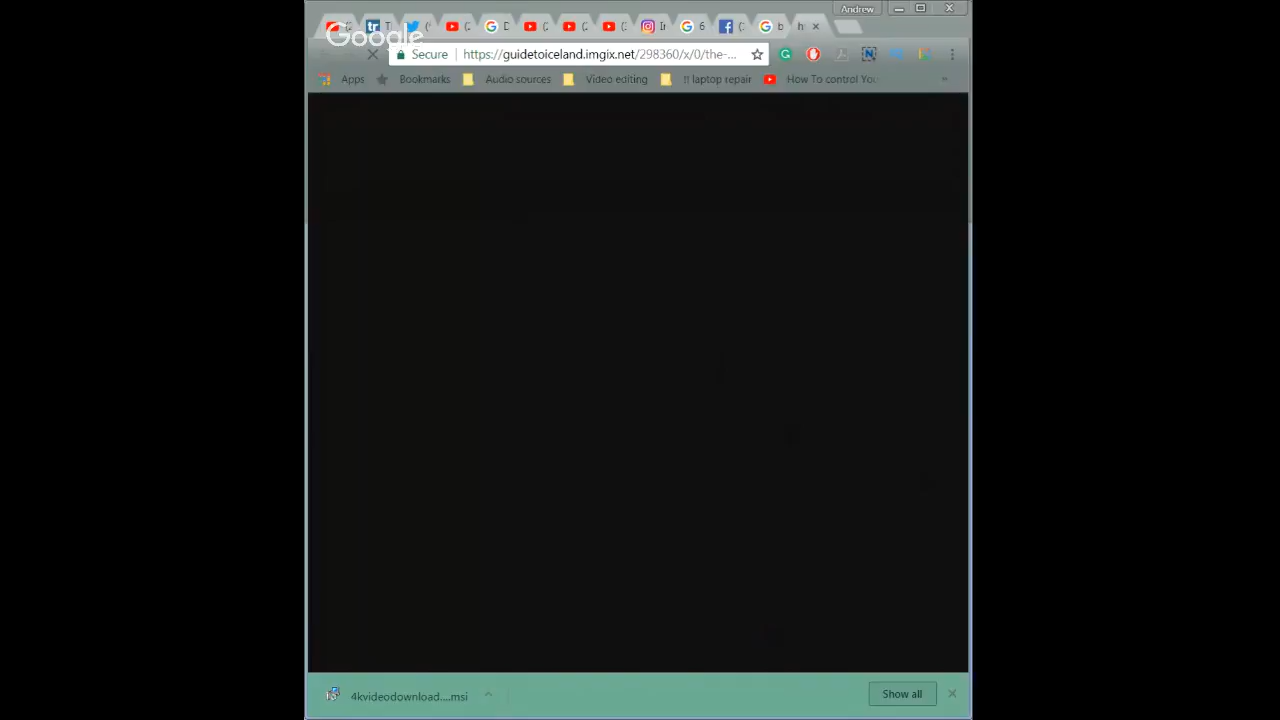 Andrew
Google
Secure https://guidetoiceland.imgix.net/298360/x/0/the-...
Apps Bookmarks Audio sources Video editing !! laptop repair How To control You
4kvideodownload....msi
Show all